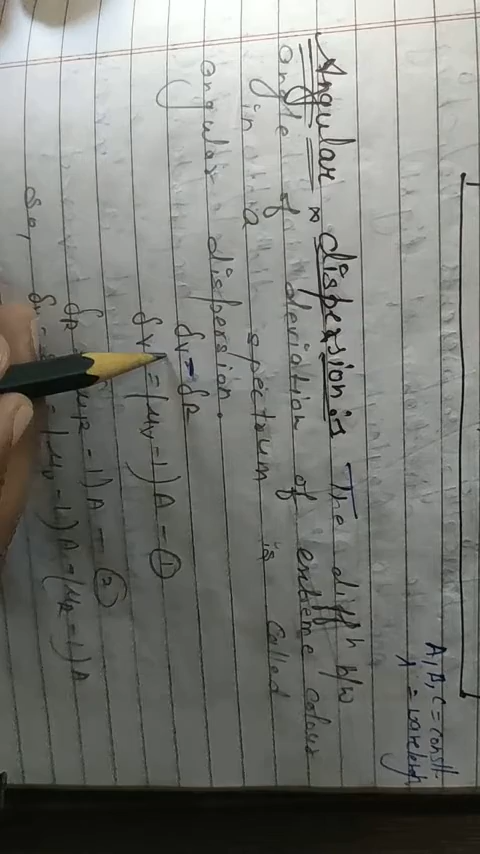 A, B, C = const.
λ = wavelength
Angular dispersion is The diffⁿ b/w
angle of deviation of extreme colour
in a spectrum is called
angular dispersion.
δv - δR
δv = (μv - 1) A - ①
δR μR - 1) A - ②
So,
δv - = (μv - 1) A - (μR - 1) A